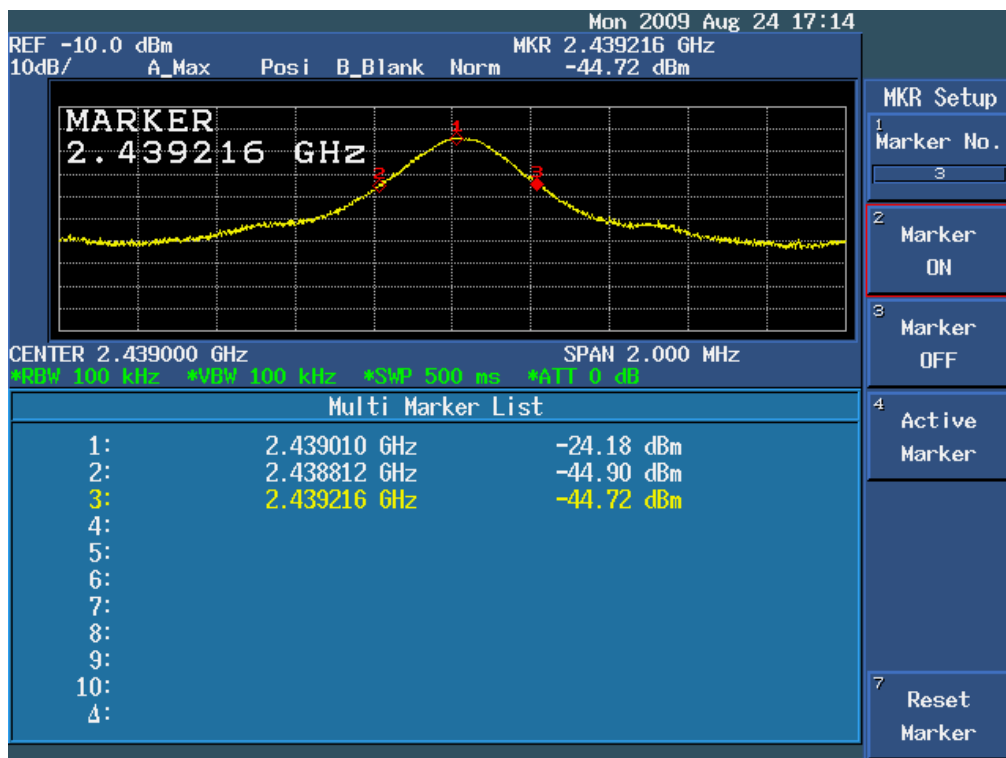 Mon 2009 Aug 24 17:14
REF -10.0 dBm MKR 2.439216 GHz
10dB/ A_Max Posi B_Blank Norm -44.72 dBm
MARKER
2.439216 GHz
1
2
3
CENTER 2.439000 GHz SPAN 2.000 MHz
*RBW 100 kHz *VBW 100 kHz *SWP 500 ms *ATT 0 dB
Multi Marker List
1: 2.439010 GHz -24.18 dBm
2: 2.438812 GHz -44.90 dBm
3: 2.439216 GHz -44.72 dBm
4:
5:
6:
7:
8:
9:
10:
Δ:
MKR Setup
1
Marker No.
3
2
Marker
ON
3
Marker
OFF
4
Active
Marker
7
Reset
Marker